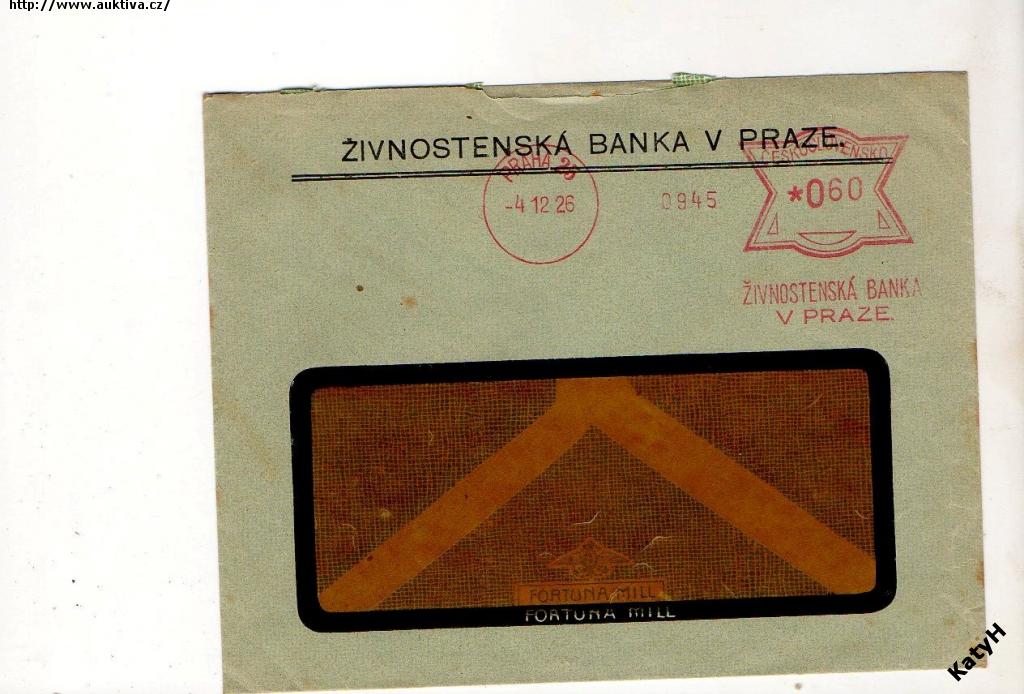 http://www.auktiva.cz/
ŽIVNOSTENSKÁ BANKA V PRAZE.
PRAHA 25
-4 12 26
0945
ČESKOSLOVENSKO
*060
ŽIVNOSTENSKÁ BANKA
V PRAZE.
FORTUNA MILL
FORTUNA MILL
KatyH